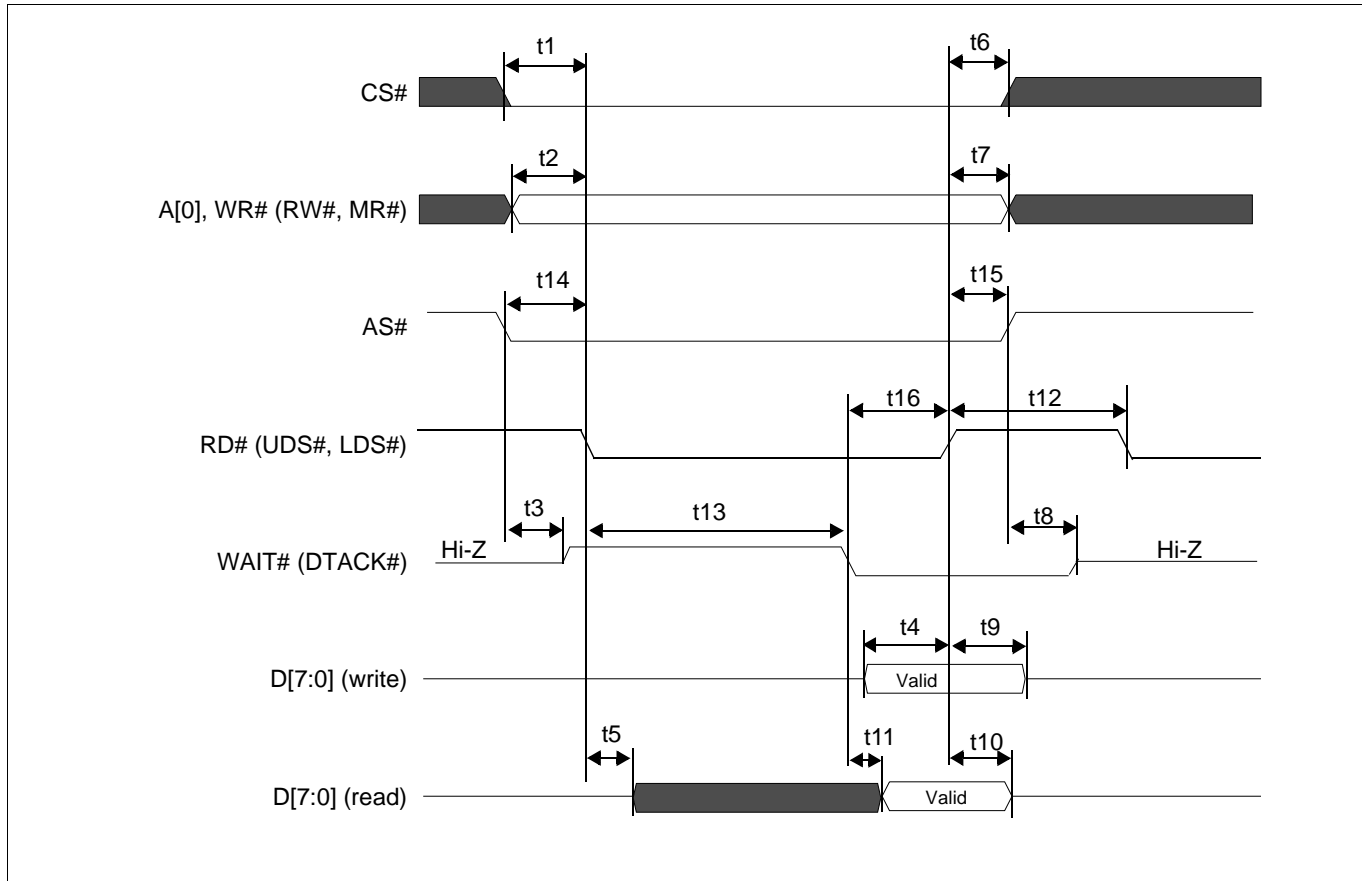 t1 t6
CS#
t2 t7
A[0], WR# (RW#, MR#)
t14 t15
AS#
t16 t12
RD# (UDS#, LDS#)
t3 t13 t8
WAIT# (DTACK#) Hi-Z Hi-Z
t4 t9
D[7:0] (write) Valid
t5 t11 t10
D[7:0] (read) Valid